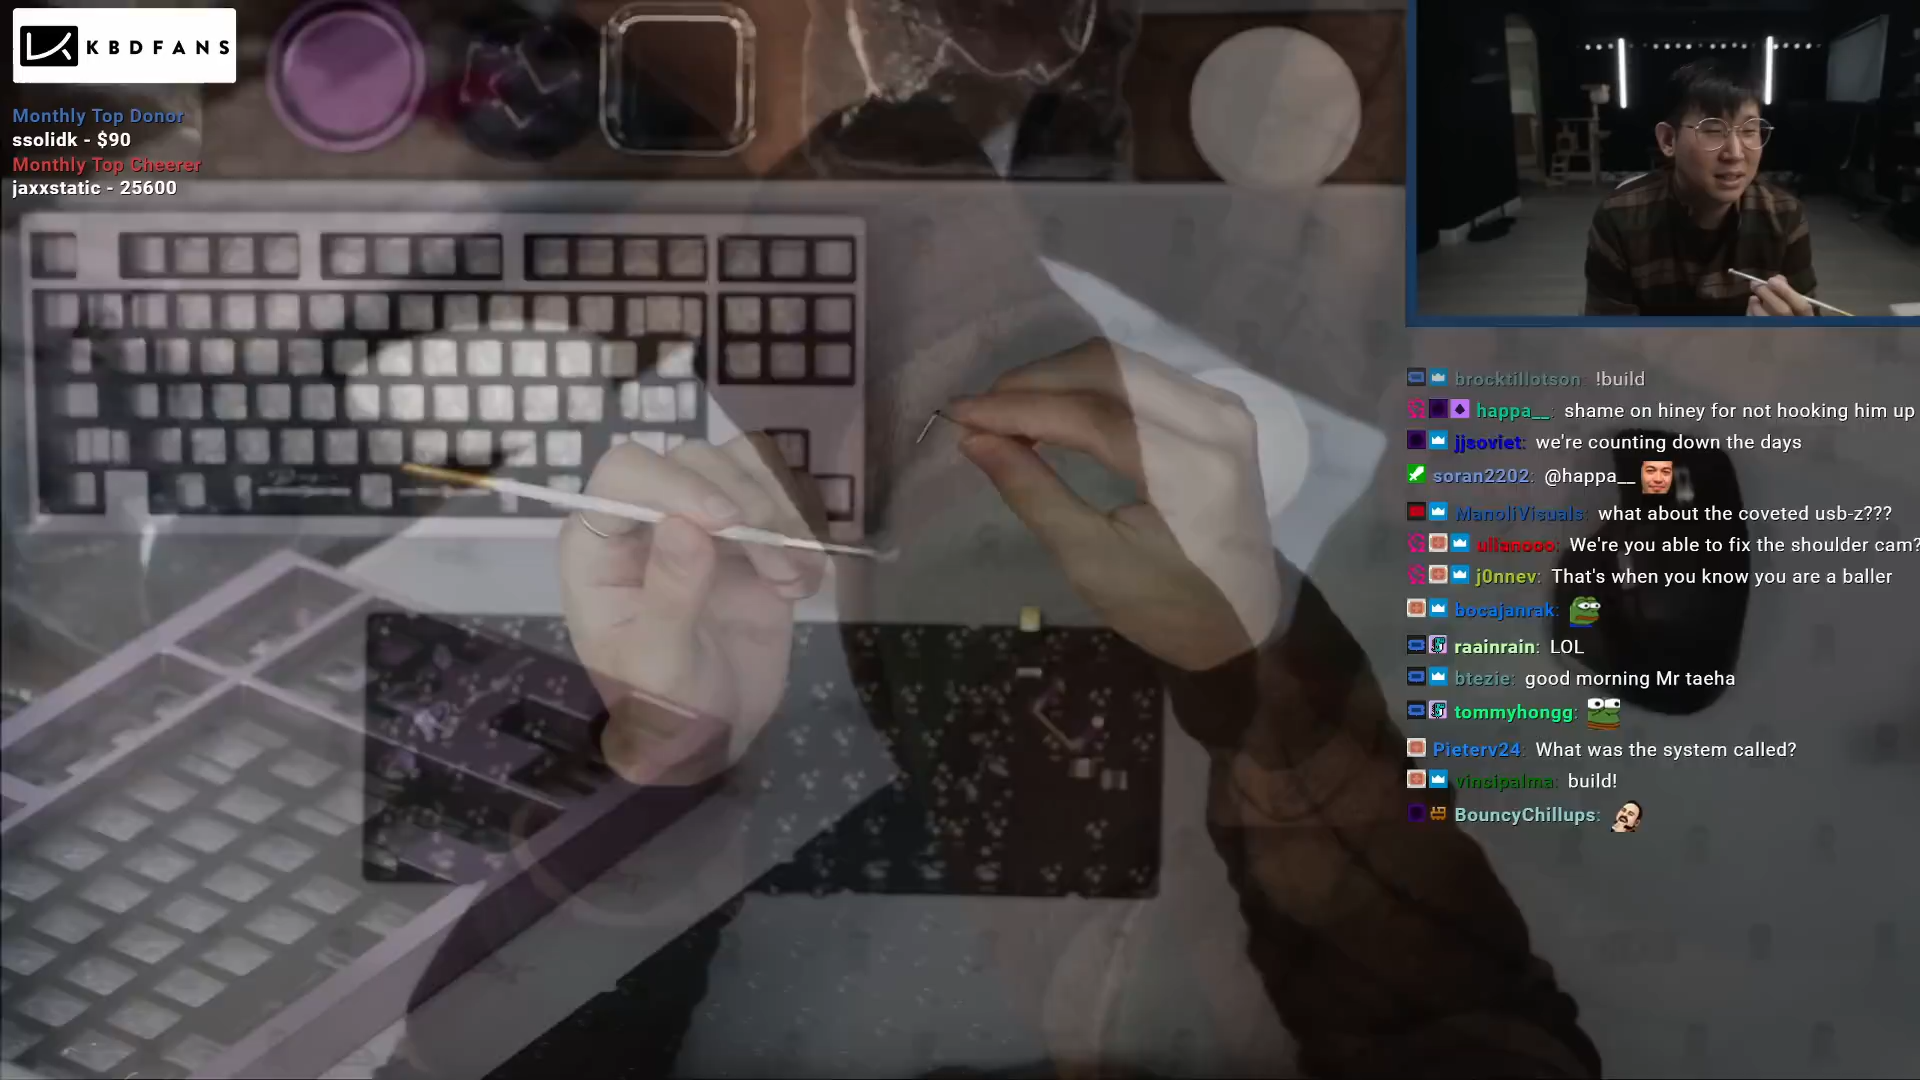 KBDFANS
Monthly Top Donor
ssolidk - $90
Monthly Top Cheerer
jaxxstatic - 25600
brocktillotson: !build
happa__: shame on hiney for not hooking him up
jjsoviet: we're counting down the days
soran2202: @happa__
ManoliVisuals: what about the coveted usb-z???
ulianooo: We're you able to fix the shoulder cam?
j0nnev: That's when you know you are a baller
bocajanrak:
raainrain: LOL
btezie: good morning Mr taeha
tommyhongg:
Pieterv24: What was the system called?
vincipalma: build!
BouncyChillups: